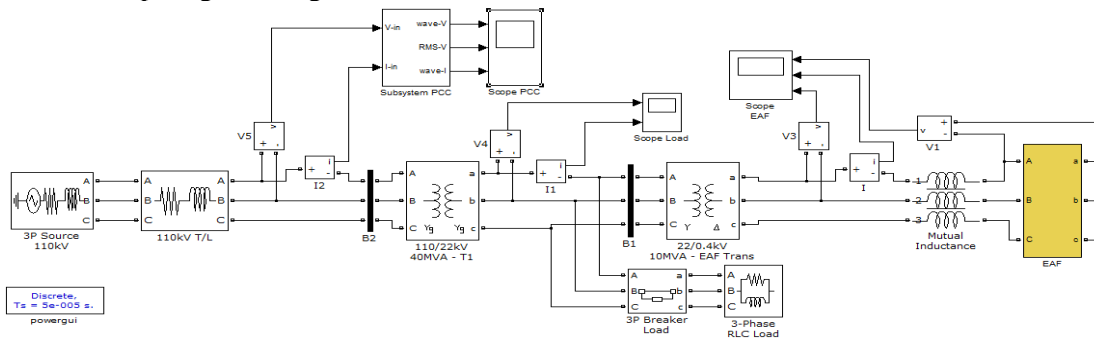 V-in
I-in
wave-V
RMS-V
wave-I
Subsystem PCC
Scope PCC
Scope Load
Scope
EAF
V5
v
+ -
V4
v
+ -
V3
v
+ -
V1
v
+
-
I2
+
i
-
I1
+
i
-
I
+
i
-
A
B
C
3P Source
110kV
A A
B B
C C
110kV T/L
B2
A a
B b
C c
Yg Yg
110/22kV
40MVA - T1
B1
A a
B b
C c
Y Δ
22/0.4kV
10MVA - EAF Trans
1
2
3
Mutual
Inductance
A a
B b
C c
EAF
A a
B b
C c
3P Breaker
Load
A
B
C
3-Phase
RLC Load
Discrete,
Ts = 5e-005 s.
powergui